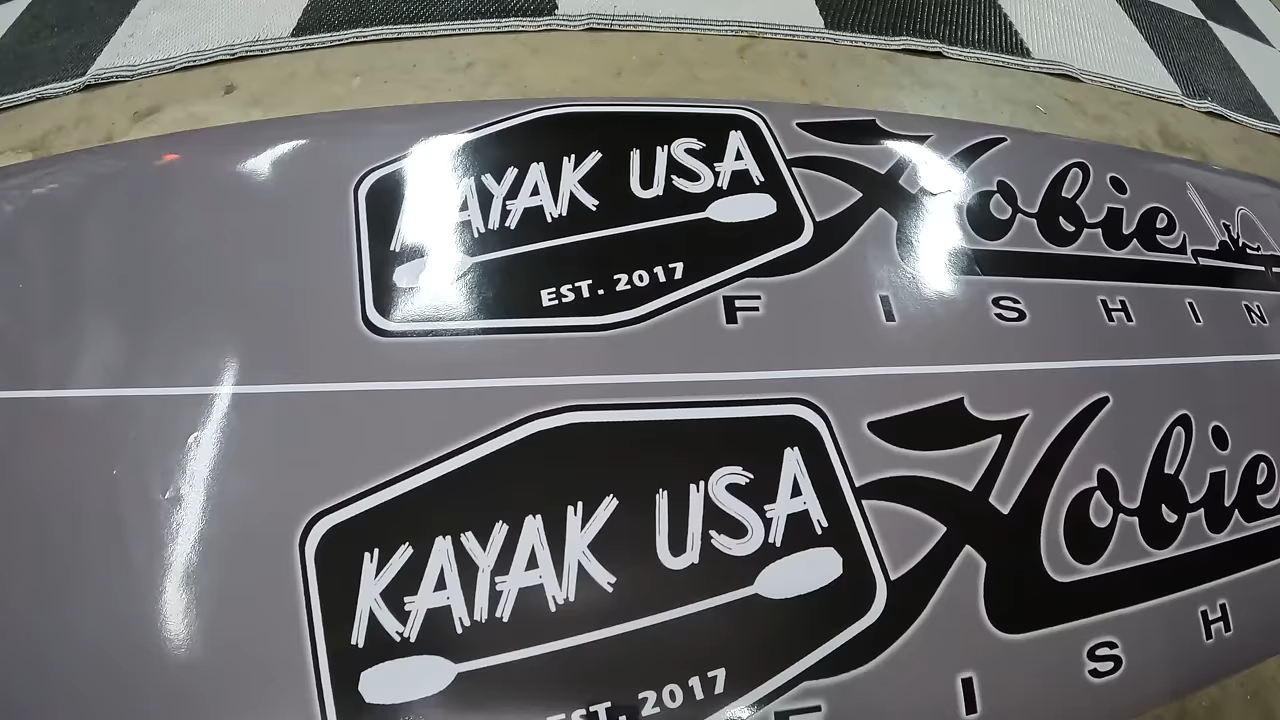 KAYAK USA
EST. 2017
Hobie
FISHIN
KAYAK USA
EST. 2017
Hobie
FISH